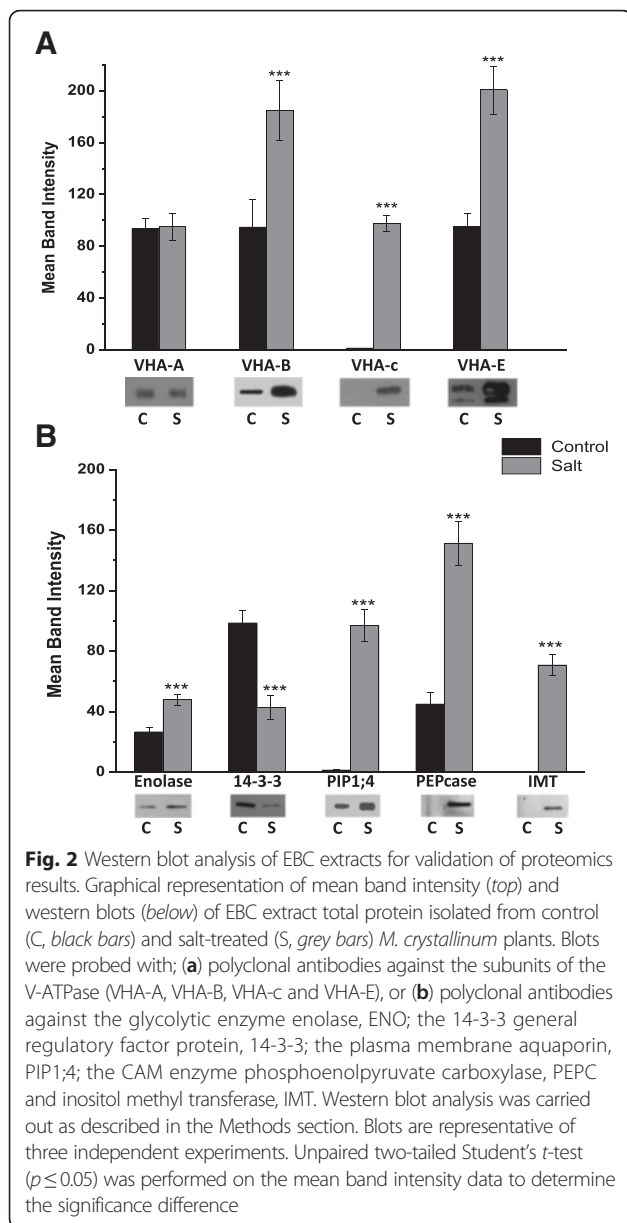 A
Mean Band Intensity
200
160
120
80
40
0
***
***
***
VHA-A VHA-B VHA-c VHA-E
C S C S C S C S
B
Control
Salt
Mean Band Intensity
200
160
120
80
40
0
***
***
***
***
***
Enolase 14-3-3 PIP1;4 PEPcase IMT
C S C S C S C S C S
Fig. 2 Western blot analysis of EBC extracts for validation of proteomics
results. Graphical representation of mean band intensity (top) and
western blots (below) of EBC extract total protein isolated from control
(C, black bars) and salt-treated (S, grey bars) M. crystallinum plants. Blots
were probed with; (a) polyclonal antibodies against the subunits of the
V-ATPase (VHA-A, VHA-B, VHA-c and VHA-E), or (b) polyclonal antibodies
against the glycolytic enzyme enolase, ENO; the 14-3-3 general
regulatory factor protein, 14-3-3; the plasma membrane aquaporin,
PIP1;4; the CAM enzyme phosphoenolpyruvate carboxylase, PEPC
and inositol methyl transferase, IMT. Western blot analysis was carried
out as described in the Methods section. Blots are representative of
three independent experiments. Unpaired two-tailed Student's t-test
(p ≤ 0.05) was performed on the mean band intensity data to determine
the significance difference